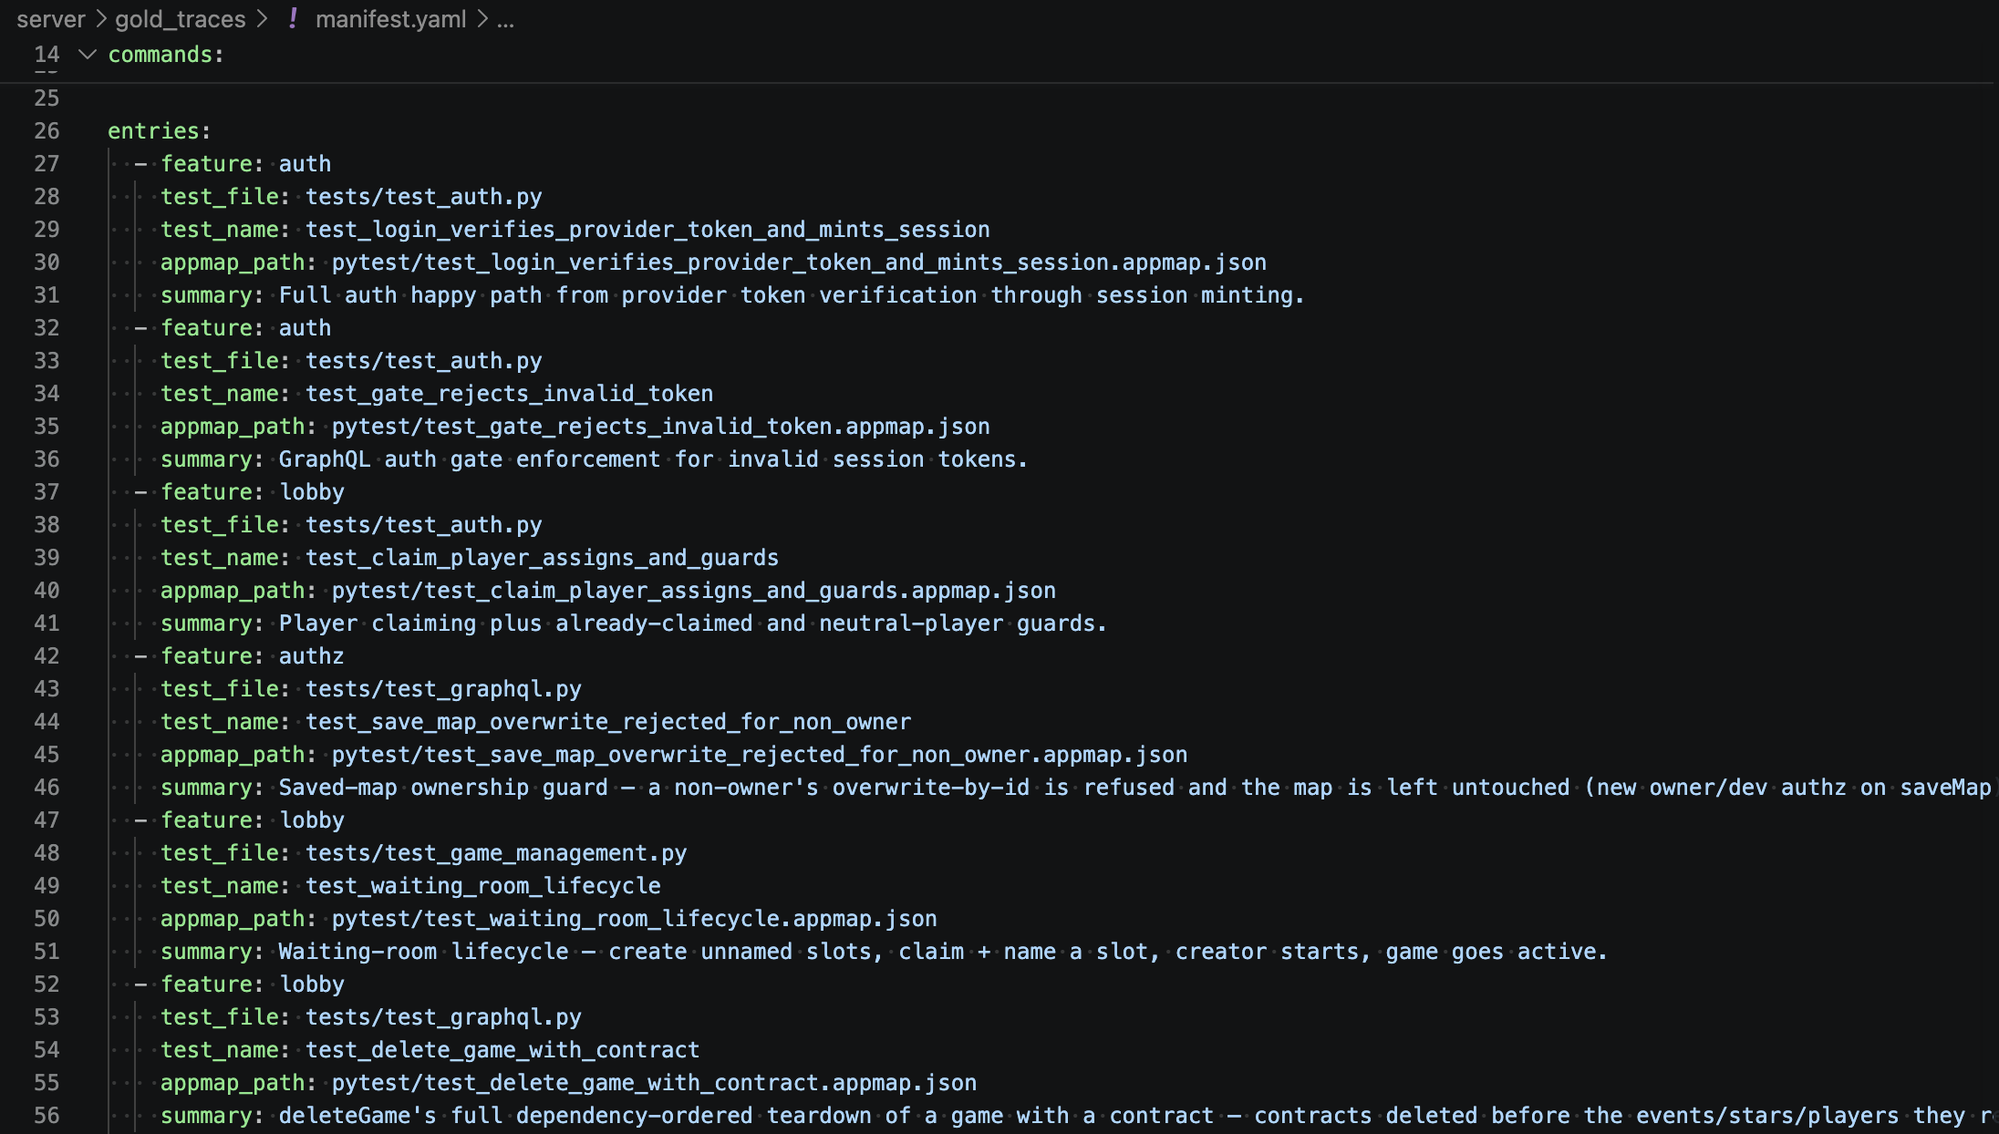 server > gold_traces > ! manifest.yaml > ...
14 commands:
25
26 entries:
27 - feature: auth
28 test_file: tests/test_auth.py
29 test_name: test_login_verifies_provider_token_and_mints_session
30 appmap_path: pytest/test_login_verifies_provider_token_and_mints_session.appmap.json
31 summary: Full auth happy path from provider token verification through session minting.
32 - feature: auth
33 test_file: tests/test_auth.py
34 test_name: test_gate_rejects_invalid_token
35 appmap_path: pytest/test_gate_rejects_invalid_token.appmap.json
36 summary: GraphQL auth gate enforcement for invalid session tokens.
37 - feature: lobby
38 test_file: tests/test_auth.py
39 test_name: test_claim_player_assigns_and_guards
40 appmap_path: pytest/test_claim_player_assigns_and_guards.appmap.json
41 summary: Player claiming plus already-claimed and neutral-player guards.
42 - feature: authz
43 test_file: tests/test_graphql.py
44 test_name: test_save_map_overwrite_rejected_for_non_owner
45 appmap_path: pytest/test_save_map_overwrite_rejected_for_non_owner.appmap.json
46 summary: Saved-map ownership guard — a non-owner's overwrite-by-id is refused and the map is left untouched (new owner/dev authz on saveMap
47 - feature: lobby
48 test_file: tests/test_game_management.py
49 test_name: test_waiting_room_lifecycle
50 appmap_path: pytest/test_waiting_room_lifecycle.appmap.json
51 summary: Waiting-room lifecycle — create unnamed slots, claim + name a slot, creator starts, game goes active.
52 - feature: lobby
53 test_file: tests/test_graphql.py
54 test_name: test_delete_game_with_contract
55 appmap_path: pytest/test_delete_game_with_contract.appmap.json
56 summary: deleteGame's full dependency-ordered teardown of a game with a contract — contracts deleted before the events/stars/players they